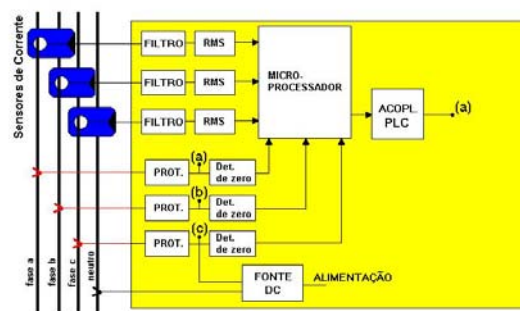 Sensores de Corrente
FILTRO
RMS
FILTRO
RMS
FILTRO
RMS
MICRO-
PROCESSADOR
ACOPL.
PLC
(a)
PROT.
(a)
Det.
de zero
PROT.
(b)
Det.
de zero
PROT.
(c)
Det.
de zero
FONTE
DC
ALIMENTAÇÃO
fase a
fase b
fase c
neutro